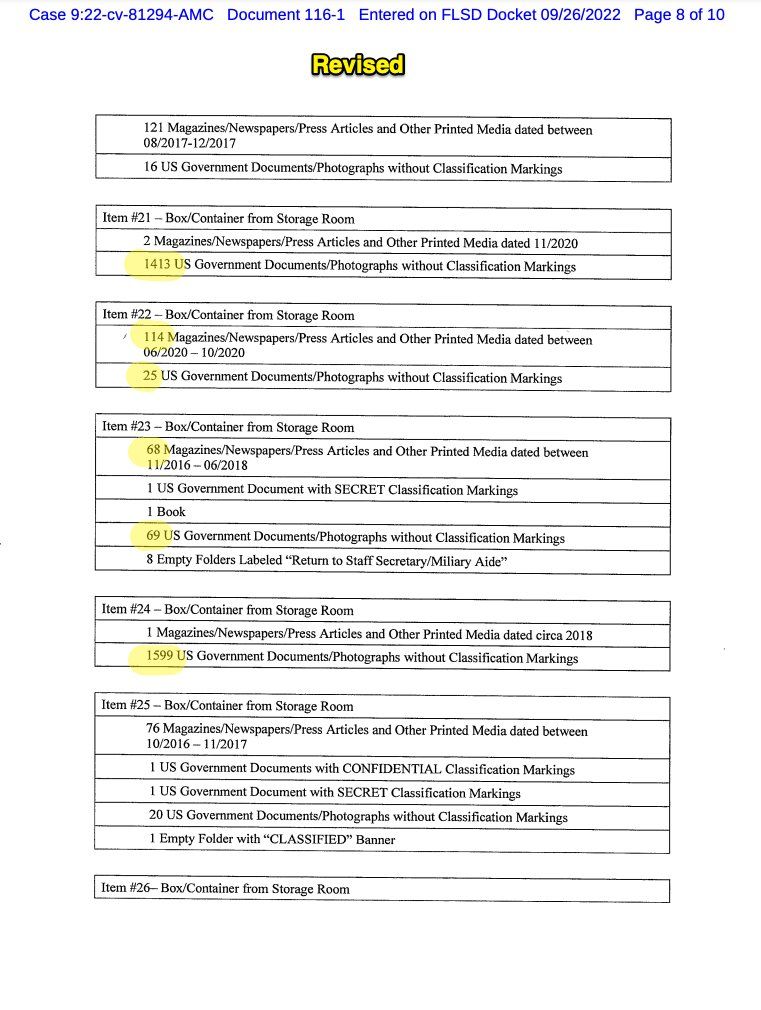 Case 9:22-cv-81294-AMC Document 116-1 Entered on FLSD Docket 09/26/2022 Page 8 of 10
Revised
121 Magazines/Newspapers/Press Articles and Other Printed Media dated between
08/2017-12/2017
16 US Government Documents/Photographs without Classification Markings
Item #21 – Box/Container from Storage Room
2 Magazines/Newspapers/Press Articles and Other Printed Media dated 11/2020
1413 US Government Documents/Photographs without Classification Markings
Item #22 – Box/Container from Storage Room
114 Magazines/Newspapers/Press Articles and Other Printed Media dated between
06/2020 – 10/2020
25 US Government Documents/Photographs without Classification Markings
Item #23 – Box/Container from Storage Room
68 Magazines/Newspapers/Press Articles and Other Printed Media dated between
11/2016 – 06/2018
1 US Government Document with SECRET Classification Markings
1 Book
69 US Government Documents/Photographs without Classification Markings
8 Empty Folders Labeled “Return to Staff Secretary/Miliary Aide”
Item #24 – Box/Container from Storage Room
1 Magazines/Newspapers/Press Articles and Other Printed Media dated circa 2018
1599 US Government Documents/Photographs without Classification Markings
Item #25 – Box/Container from Storage Room
76 Magazines/Newspapers/Press Articles and Other Printed Media dated between
10/2016 – 11/2017
1 US Government Documents with CONFIDENTIAL Classification Markings
1 US Government Document with SECRET Classification Markings
20 US Government Documents/Photographs without Classification Markings
1 Empty Folder with “CLASSIFIED” Banner
Item #26– Box/Container from Storage Room